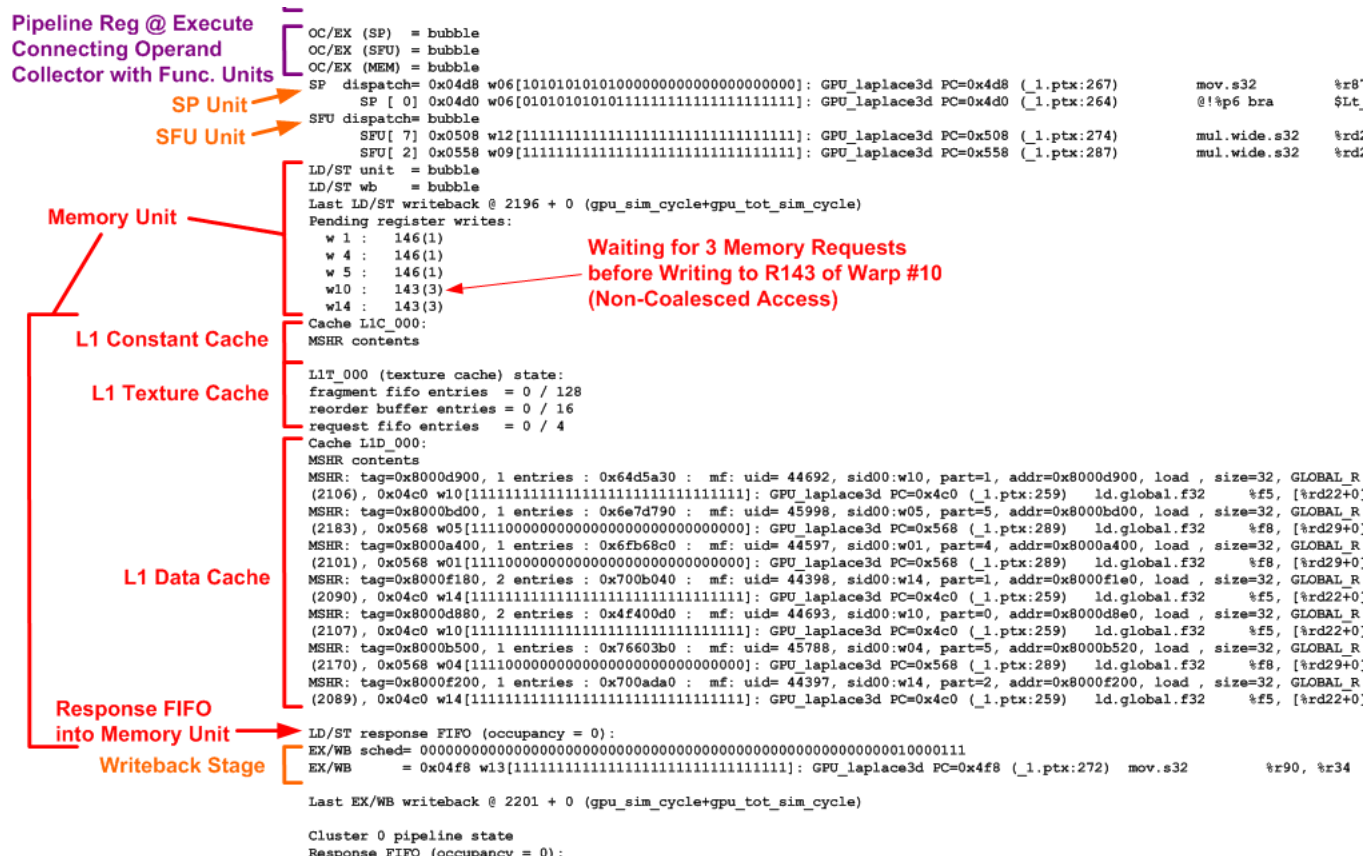 Pipeline Reg @ Execute
Connecting Operand
Collector with Func. Units
SP Unit
SFU Unit
Memory Unit
L1 Constant Cache
L1 Texture Cache
L1 Data Cache
Response FIFO
into Memory Unit
Writeback Stage
OC/EX (SP)  = bubble
OC/EX (SFU) = bubble
OC/EX (MEM) = bubble
SP  dispatch= 0x04d8 w06[10101010101000000000000000000000]: GPU_laplace3d PC=0x4d8 (_1.ptx:267) mov.s32 %r87
SP [ 0] 0x04d0 w06[01010101010111111111111111111111]: GPU_laplace3d PC=0x4d0 (_1.ptx:264) @!%p6 bra $Lt_
SFU dispatch= bubble
SFU[ 7] 0x0508 w12[11111111111111111111111111111111]: GPU_laplace3d PC=0x508 (_1.ptx:274) mul.wide.s32 %rd2
SFU[ 2] 0x0558 w09[11111111111111111111111111111111]: GPU_laplace3d PC=0x558 (_1.ptx:287) mul.wide.s32 %rd2
LD/ST unit  = bubble
LD/ST wb    = bubble
Last LD/ST writeback @ 2196 + 0 (gpu_sim_cycle+gpu_tot_sim_cycle)
Pending register writes:
w 1 :   146(1)
w 4 :   146(1)
w 5 :   146(1)
w10 :   143(3)
w14 :   143(3)
Waiting for 3 Memory Requests
before Writing to R143 of Warp #10
(Non-Coalesced Access)
Cache L1C_000:
MSHR contents
L1T_000 (texture cache) state:
fragment fifo entries  = 0 / 128
reorder buffer entries = 0 / 16
request fifo entries   = 0 / 4
Cache L1D_000:
MSHR contents
MSHR: tag=0x8000d900, 1 entries : 0x64d5a30 :  mf: uid= 44692, sid00:w10, part=1, addr=0x8000d900, load , size=32, GLOBAL_R
(2106), 0x04c0 w10[11111111111111111111111111111111]: GPU_laplace3d PC=0x4c0 (_1.ptx:259) ld.global.f32 %f5, [%rd22+0]
MSHR: tag=0x8000bd00, 1 entries : 0x6e7d790 :  mf: uid= 45998, sid00:w05, part=5, addr=0x8000bd00, load , size=32, GLOBAL_R
(2183), 0x0568 w05[11110000000000000000000000000000]: GPU_laplace3d PC=0x568 (_1.ptx:289) ld.global.f32 %f8, [%rd29+0]
MSHR: tag=0x8000a400, 1 entries : 0x6fb68c0 :  mf: uid= 44597, sid00:w01, part=4, addr=0x8000a400, load , size=32, GLOBAL_R
(2101), 0x0568 w01[11110000000000000000000000000000]: GPU_laplace3d PC=0x568 (_1.ptx:289) ld.global.f32 %f8, [%rd29+0]
MSHR: tag=0x8000f180, 2 entries : 0x700b040 :  mf: uid= 44398, sid00:w14, part=1, addr=0x8000f1e0, load , size=32, GLOBAL_R
(2090), 0x04c0 w14[11111111111111111111111111111111]: GPU_laplace3d PC=0x4c0 (_1.ptx:259) ld.global.f32 %f5, [%rd22+0]
MSHR: tag=0x8000d880, 2 entries : 0x4f400d0 :  mf: uid= 44693, sid00:w10, part=0, addr=0x8000d8e0, load , size=32, GLOBAL_R
(2107), 0x04c0 w10[11111111111111111111111111111111]: GPU_laplace3d PC=0x4c0 (_1.ptx:259) ld.global.f32 %f5, [%rd22+0]
MSHR: tag=0x8000b500, 1 entries : 0x76603b0 :  mf: uid= 45788, sid00:w04, part=5, addr=0x8000b520, load , size=32, GLOBAL_R
(2170), 0x0568 w04[11110000000000000000000000000000]: GPU_laplace3d PC=0x568 (_1.ptx:289) ld.global.f32 %f8, [%rd29+0]
MSHR: tag=0x8000f200, 1 entries : 0x700ada0 :  mf: uid= 44397, sid00:w14, part=2, addr=0x8000f200, load , size=32, GLOBAL_R
(2089), 0x04c0 w14[11111111111111111111111111111111]: GPU_laplace3d PC=0x4c0 (_1.ptx:259) ld.global.f32 %f5, [%rd22+0]
LD/ST response FIFO (occupancy = 0):
EX/WB sched= 0000000000000000000000000000000000000000000000000000000010000111
EX/WB      = 0x04f8 w13[11111111111111111111111111111111]: GPU_laplace3d PC=0x4f8 (_1.ptx:272) mov.s32 %r90, %r34
Last EX/WB writeback @ 2201 + 0 (gpu_sim_cycle+gpu_tot_sim_cycle)
Cluster 0 pipeline state
Response FIFO (occupancy = 0):